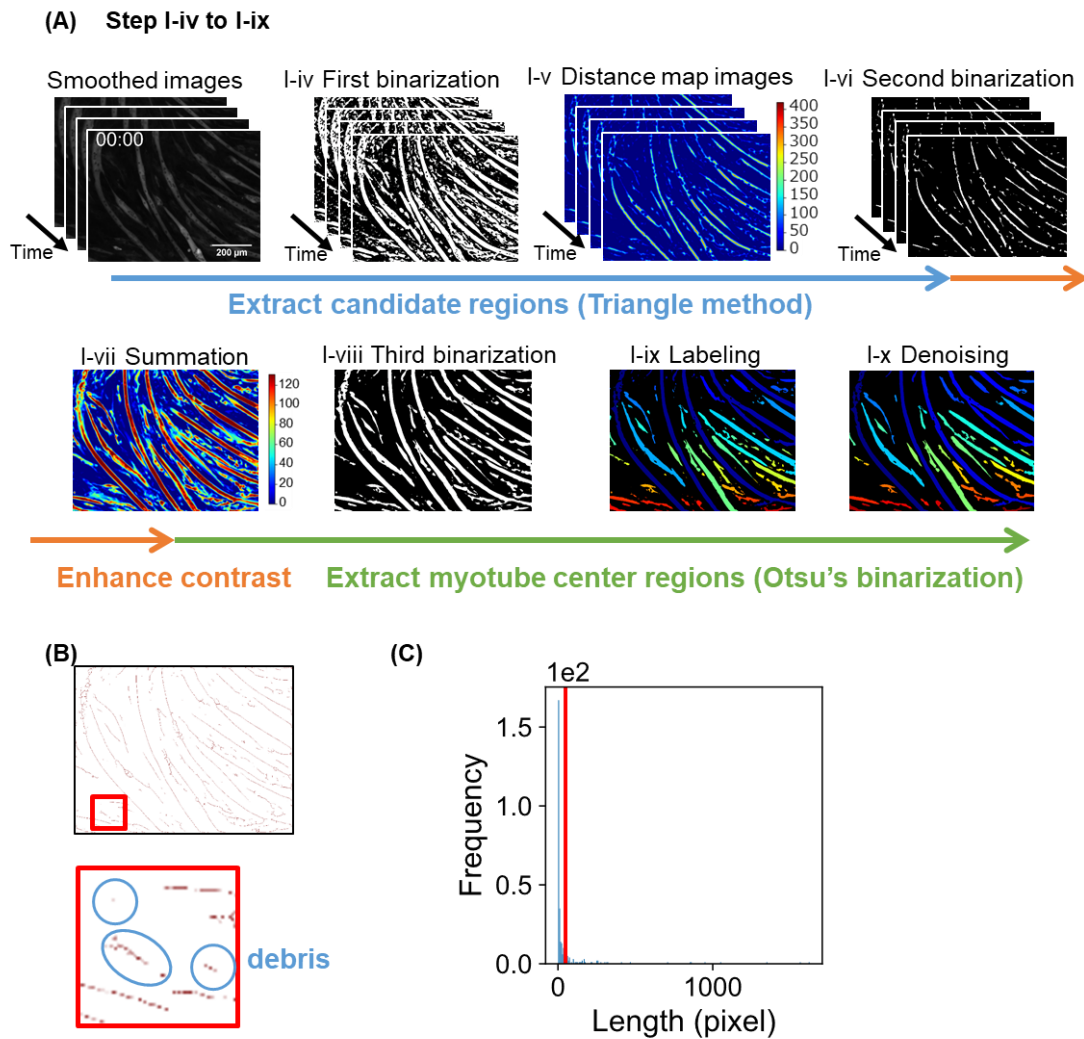 (A) Step I-iv to I-ix
Smoothed images
I-iv First binarization
I-v Distance map images
I-vi Second binarization
00:00
200 µm
Time
Time
Time
Time
400
350
300
250
200
150
100
50
0
Extract candidate regions (Triangle method)
I-vii Summation
I-viii Third binarization
I-ix Labeling
I-x Denoising
120
100
80
60
40
20
0
Enhance contrast
Extract myotube center regions (Otsu's binarization)
(B)
debris
(C)
1e2
1.5
1.0
0.5
0.0
Frequency
0
1000
Length (pixel)